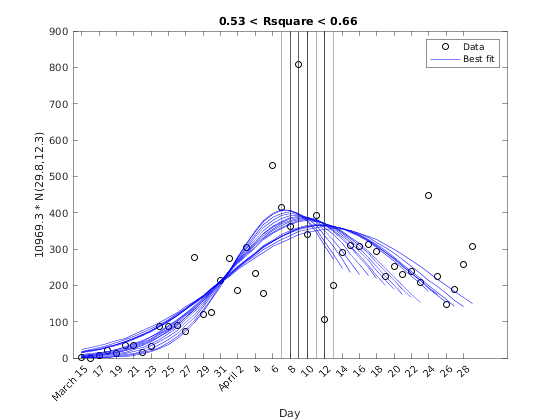 0.53 < Rsquare < 0.66
900
800
700
600
500
400
300
200
100
0
10969.3 * N(29.8,12.3)
Data
Best fit
March 15 17 19 21 23 25 27 29 31 April 2 4 6 8 10 12 14 16 18 20 22 24 26 28
Day